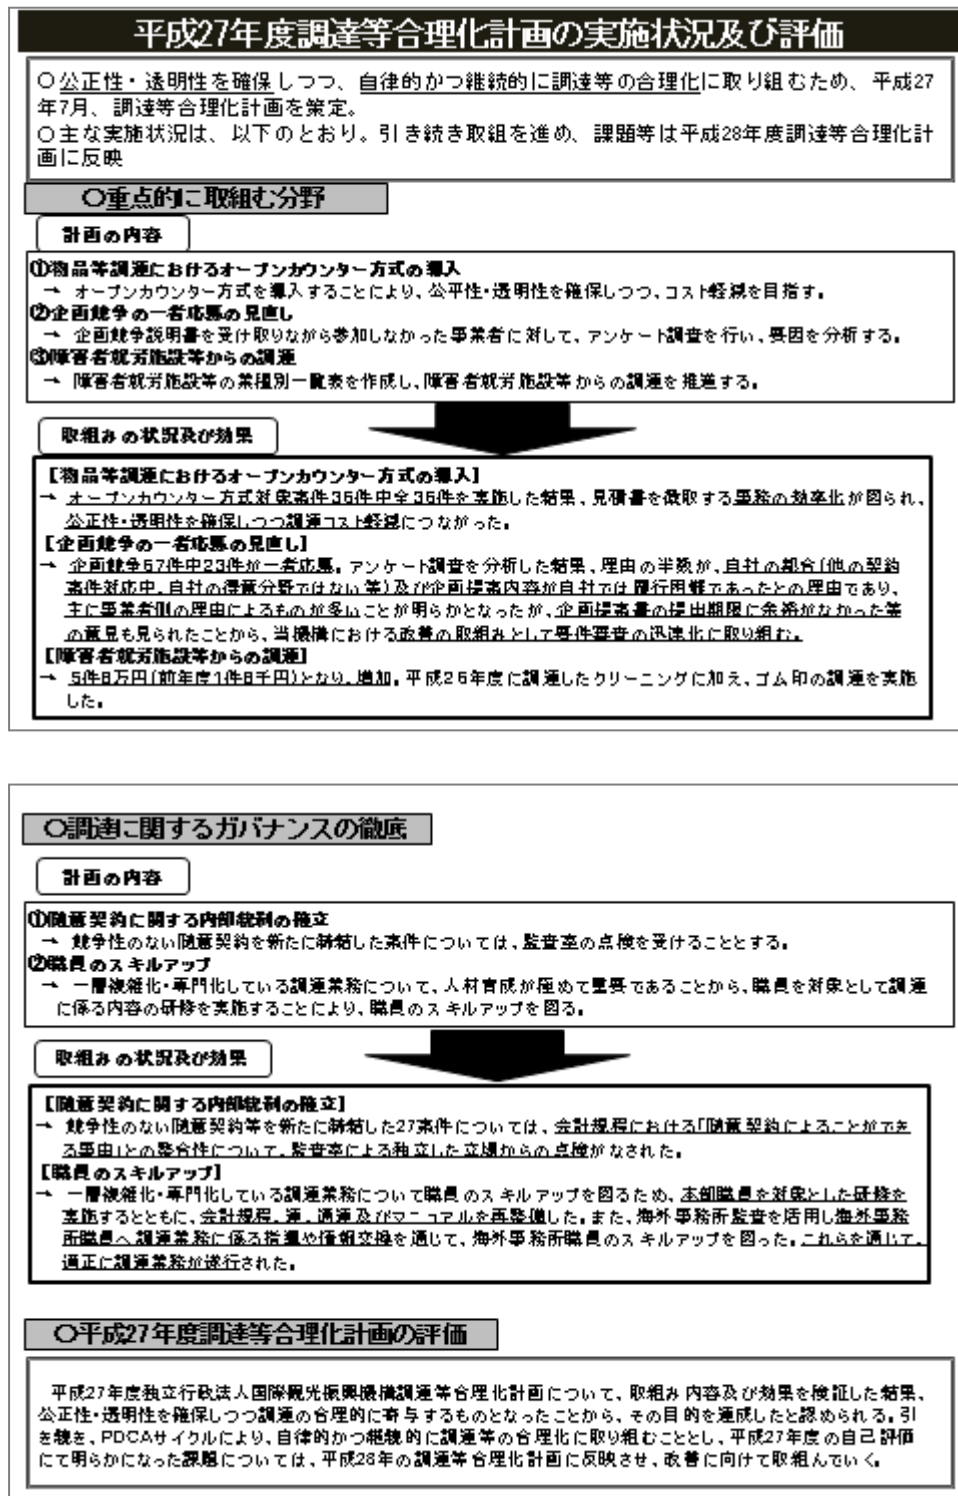 平成27年度調達等合理化計画の実施状況及び評価
○公正性・透明性を確保しつつ、自律的かつ継続的に調達等の合理化に取り組むため、平成27
年7月、調達等合理化計画を策定。
○主な実施状況は、以下のとおり。引き続き取組を進め、課題等は平成28年度調達等合理化計
画に反映
○重点的に取組む分野
計画の内容
①物品等調達におけるオープンカウンター方式の導入
→ オープンカウンター方式を導入することにより、公平性・透明性を確保しつつ、コスト軽減を目指す。
②企画競争の一者応募の見直し
→ 企画競争説明書を受け取りながら参加しなかった事業者に対して、アンケート調査を行い、要因を分析する。
③障害者就労施設等からの調達
→ 障害者就労施設等の業種別一覧表を作成し、障害者就労施設等からの調達を推進する。
取組みの状況及び効果
【物品等調達におけるオープンカウンター方式の導入】
→ オープンカウンター方式対象案件36件中全36件を実施した結果、見積書を徴取する事務の効率化が図られ、
公正性・透明性を確保しつつ調達コスト軽減につながった。
【企画競争の一者応募の見直し】
→ 企画競争67件中23件が一者応募。アンケート調査を分析した結果、理由の半数が、自社の都合(他の契約
案件対応中、自社の得意分野ではない等)及び企画提案内容が自社では履行困難であったとの理由であり、
主に事業者側の理由によるものが多いことが明らかとなったが、企画提案書の提出期限に余裕がなかった等
の意見も見られたことから、当機構における改善の取組みとして要件審査の迅速化に取り組む。
【障害者就労施設等からの調達】
→ 5件8万円(前年度1件8千円)となり、増加。平成26年度に調達したクリーニングに加え、ゴム印の調達を実施
した。
○調達に関するガバナンスの徹底
計画の内容
①随意契約に関する内部統制の確立
→ 競争性のない随意契約を新たに締結した案件については、監査室の点検を受けることとする。
②職員のスキルアップ
→ 一層複雑化・専門化している調達業務について、人材育成が極めて重要であることから、職員を対象として調達
に係る内容の研修を実施することにより、職員のスキルアップを図る。
取組みの状況及び効果
【随意契約に関する内部統制の確立】
→ 競争性のない随意契約等を新たに締結した27案件については、会計規程における「随意契約によることができ
る事由」との整合性について、監査室による独立した立場からの点検がなされた。
【職員のスキルアップ】
→ 一層複雑化・専門化している調達業務について職員のスキルアップを図るため、本部職員を対象とした研修を
実施するとともに、会計規程、達、通達及びマニュアルを再整備した。また、海外事務所監査を活用し海外事務
所職員へ調達業務に係る指導や情報交換を通じて、海外事務所職員のスキルアップを図った。これらを通じて、
適正に調達業務が遂行された。
○平成27年度調達等合理化計画の評価
平成27年度独立行政法人国際観光振興機構調達等合理化計画について、取組み内容及び効果を検証した結果、
公正性・透明性を確保しつつ調達の合理的に寄与するものとなったことから、その目的を達成したと認められる。引
き続き、PDCAサイクルにより、自律的かつ継続的に調達等の合理化に取り組むこととし、平成27年度の自己評価
にて明らかになった課題については、平成28年の調達等合理化計画に反映させ、改善に向けて取組んでいく。